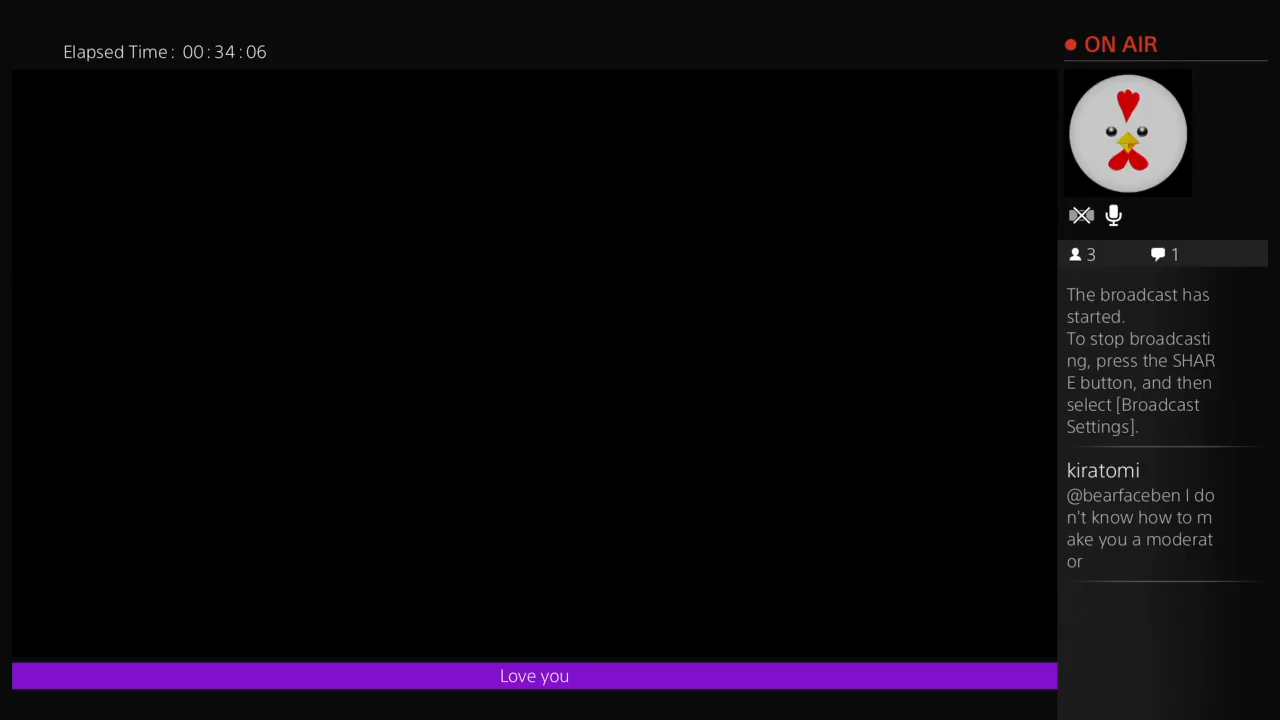 Elapsed Time: 00:34:06
ON AIR
3 1
The broadcast has
started.
To stop broadcasti
ng, press the SHAR
E button, and then
select [Broadcast
Settings].
kiratomi
@bearfaceben I do
n't know how to m
ake you a moderat
or
Love you